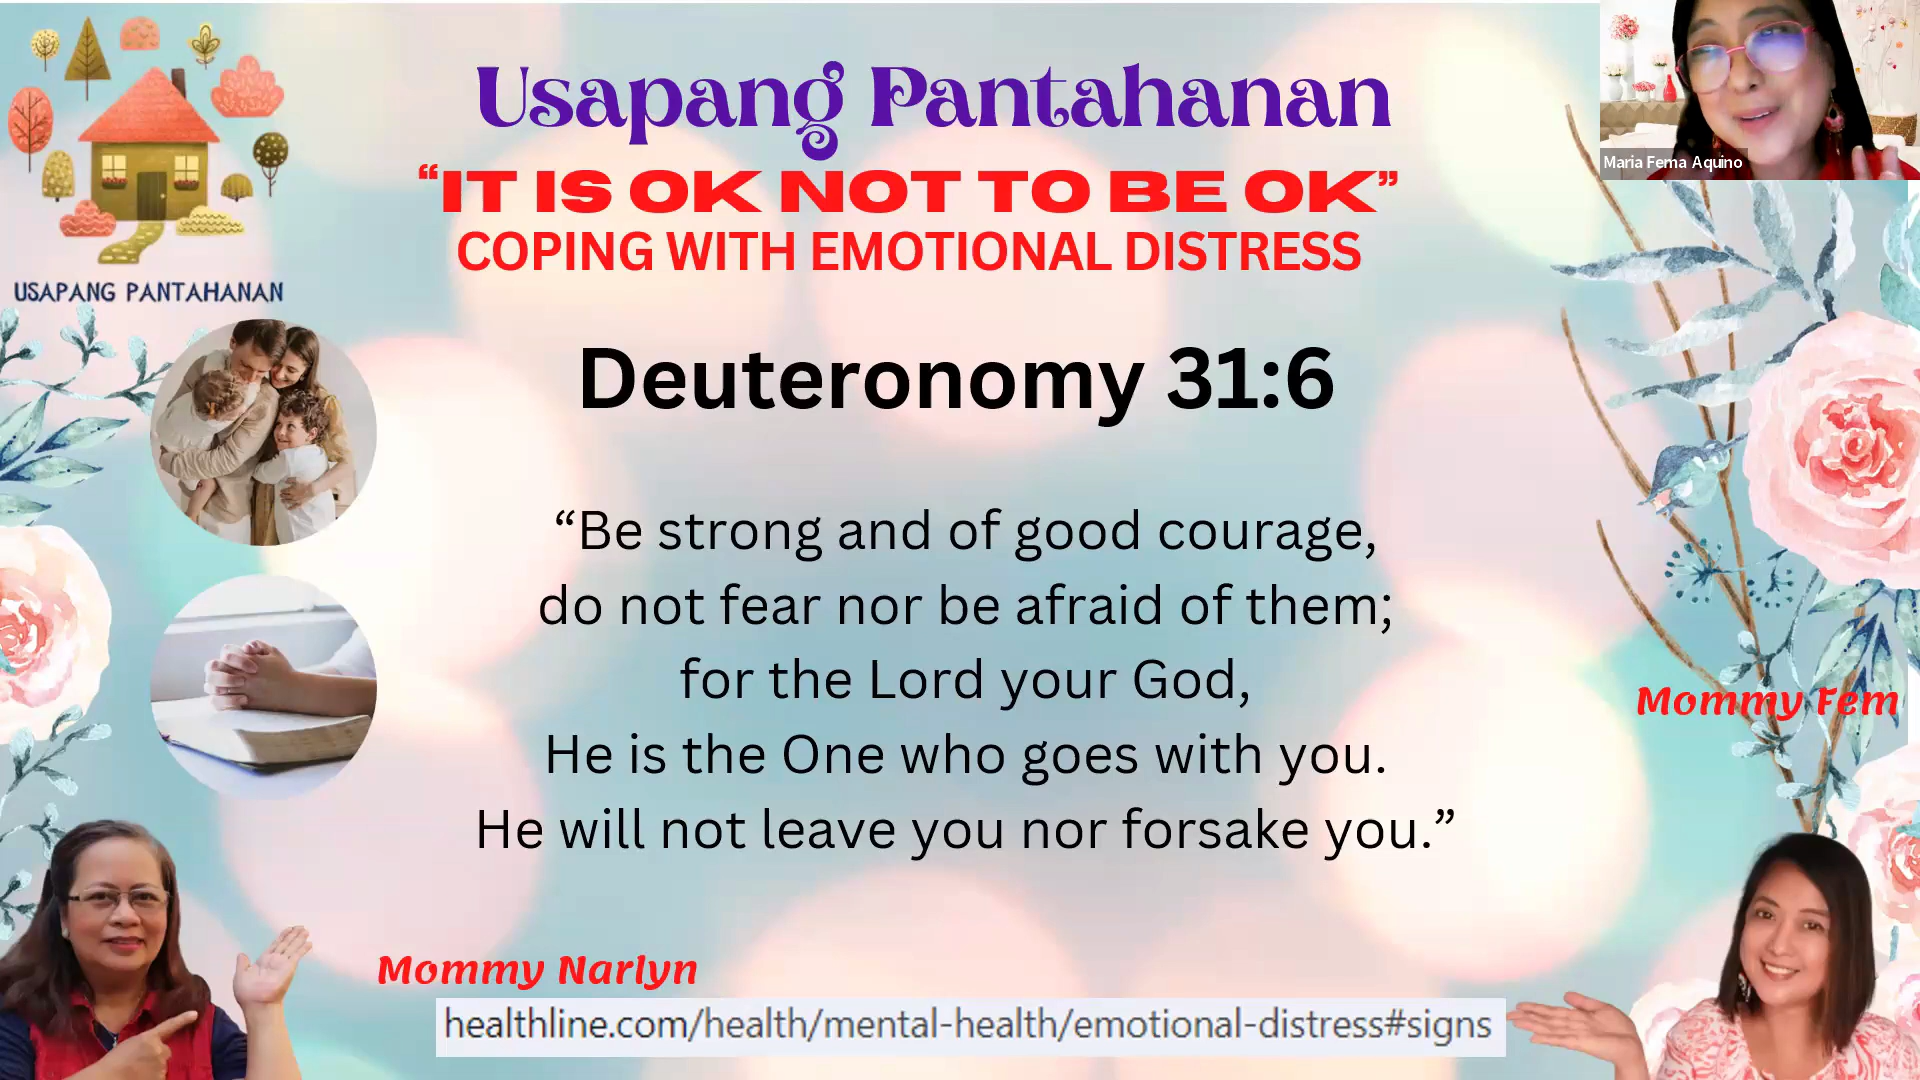 Usapang Pantahanan
“IT IS OK NOT TO BE OK”
COPING WITH EMOTIONAL DISTRESS
Maria Fema Aquino
USAPANG PANTAHANAN
Deuteronomy 31:6
“Be strong and of good courage,
do not fear nor be afraid of them;
for the Lord your God,
He is the One who goes with you.
He will not leave you nor forsake you.”
Mommy Fem
Mommy Narlyn
healthline.com/health/mental-health/emotional-distress#signs